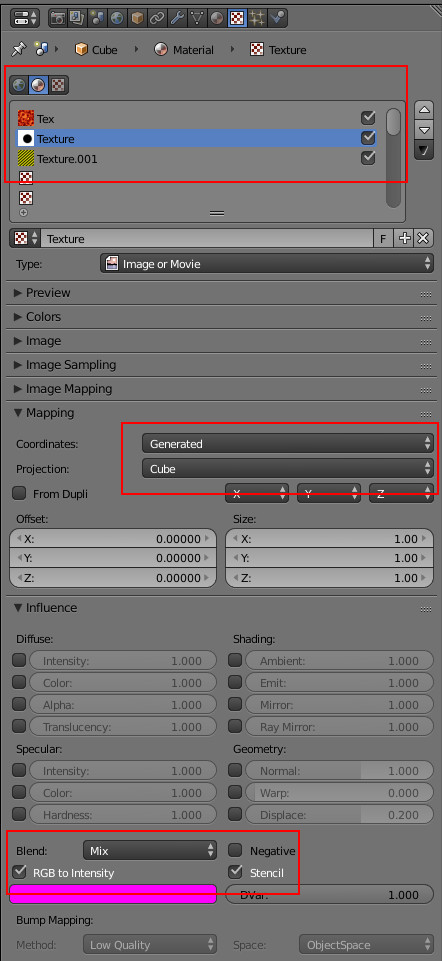 Cube Material Texture
Tex
Texture
Texture.001
Texture F
Type: Image or Movie
Preview
Colors
Image
Image Sampling
Image Mapping
Mapping
Coordinates: Generated
Projection: Cube
From Dupli X Y Z
Offset: Size:
X: 0.00000 X: 1.00
Y: 0.00000 Y: 1.00
Z: 0.00000 Z: 1.00
Influence
Diffuse: Shading:
Intensity: 1.000 Ambient: 1.000
Color: 1.000 Emit: 1.000
Alpha: 1.000 Mirror: 1.000
Translucency: 1.000 Ray Mirror: 1.000
Specular: Geometry:
Intensity: 1.000 Normal: 1.000
Color: 1.000 Warp: 0.000
Hardness: 1.000 Displace: 0.200
Blend: Mix Negative
RGB to Intensity Stencil
DVar: 1.000
Bump Mapping:
Method: Low Quality Space: ObjectSpace